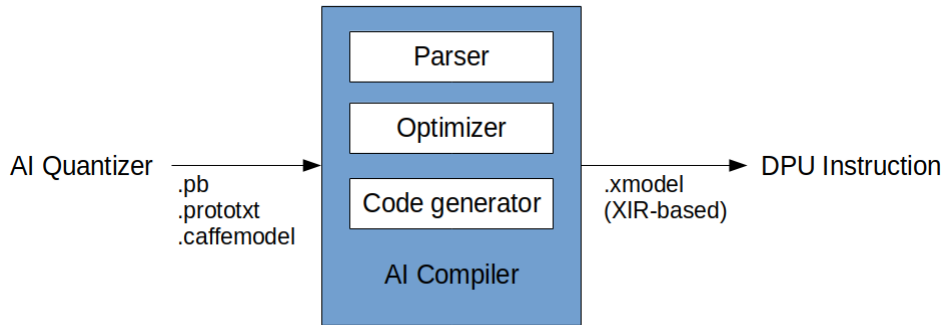 Parser
Optimizer
AI Quantizer
DPU Instruction
.pb
.prototxt
.caffemodel
Code generator
.xmodel
(XIR-based)
AI Compiler